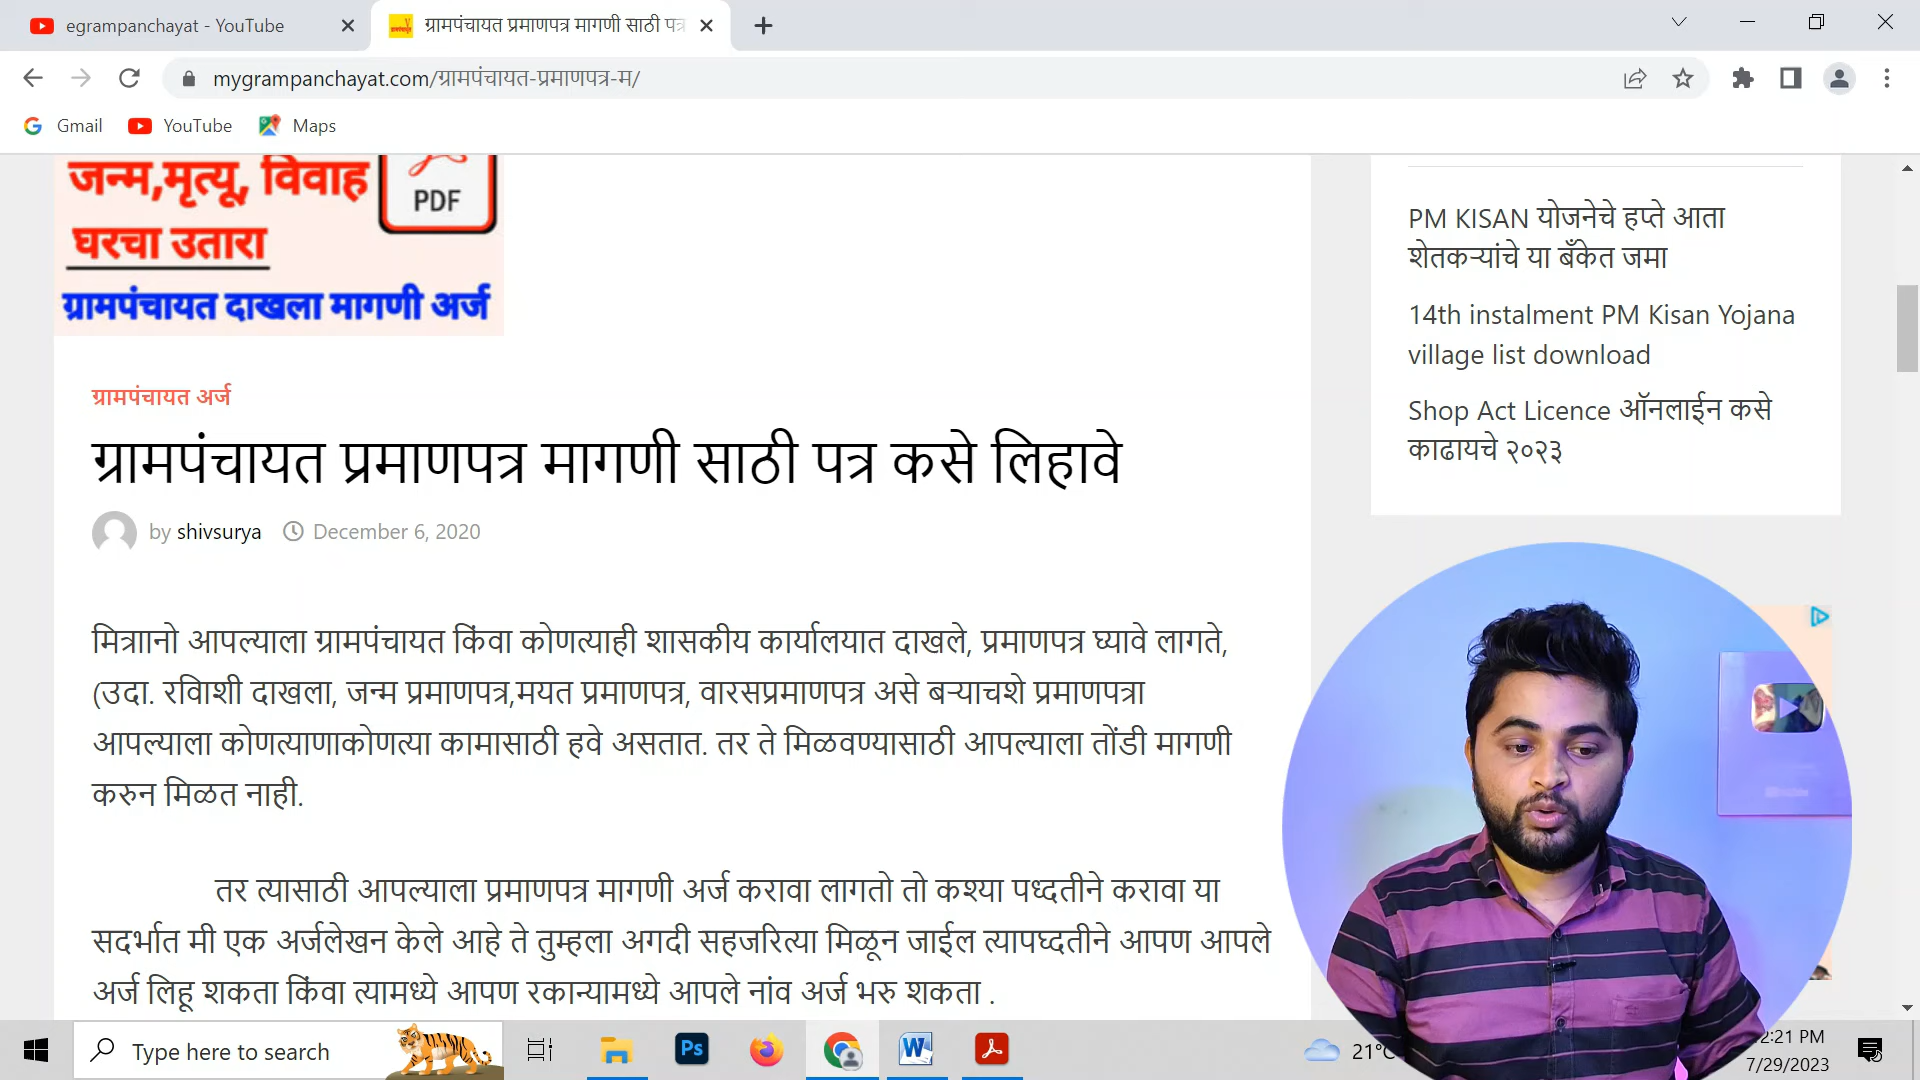 egrampanchayat - YouTube
ग्रामपंचायत प्रमाणपत्र मागणी साठी पत्र
mygrampanchayat.com/ग्रामपंचायत-प्रमाणपत्र-म/
Gmail
YouTube
Maps
जन्म,मृत्यू, विवाह
घरचा उतारा
PDF
ग्रामपंचायत दाखला मागणी अर्ज
ग्रामपंचायत अर्ज
ग्रामपंचायत प्रमाणपत्र मागणी साठी पत्र कसे लिहावे
by shivsurya December 6, 2020
मित्राानो आपल्याला ग्रामपंचायत किंवा कोणत्याही शासकीय कार्यालयात दाखले, प्रमाणपत्र घ्यावे लागते,
(उदा. रविाशी दाखला, जन्म प्रमाणपत्र,मयत प्रमाणपत्र, वारसप्रमाणपत्र असे बऱ्याचशे प्रमाणपत्रा
आपल्याला कोणत्याणाकोणत्या कामासाठी हवे असतात. तर ते मिळवण्यासाठी आपल्याला तोंडी मागणी
करुन मिळत नाही.
तर त्यासाठी आपल्याला प्रमाणपत्र मागणी अर्ज करावा लागतो तो कश्या पध्दतीने करावा या
सदर्भात मी एक अर्जलेखन केले आहे ते तुम्हला अगदी सहजरित्या मिळून जाईल त्यापघ्दतीने आपण आपले
अर्ज लिहू शकता किंवा त्यामध्ये आपण रकान्यामध्ये आपले नांव अर्ज भरु शकता .
PM KISAN योजनेचे हप्ते आता
शेतकऱ्यांचे या बँकेत जमा
14th instalment PM Kisan Yojana
village list download
Shop Act Licence ऑनलाईन कसे
काढायचे २०२३
Type here to search
Ps
W
21°C
2:21 PM
7/29/2023